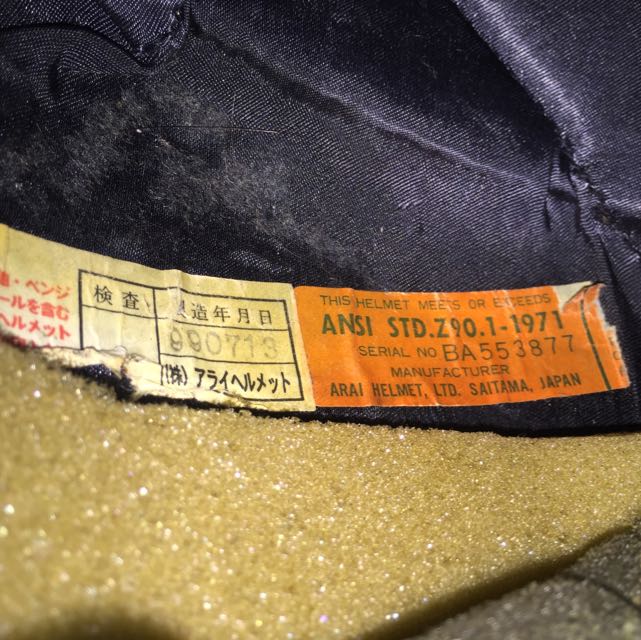 ・ベンジ
ールを含む
ヘルメット
検査
造年月日
990713
(株) アライヘルメット
THIS HELMET MEETS OR EXCEEDS
ANSI STD.Z90.1-1971
SERIAL NO BA553877
MANUFACTURER
ARAI HELMET, LTD. SAITAMA, JAPAN